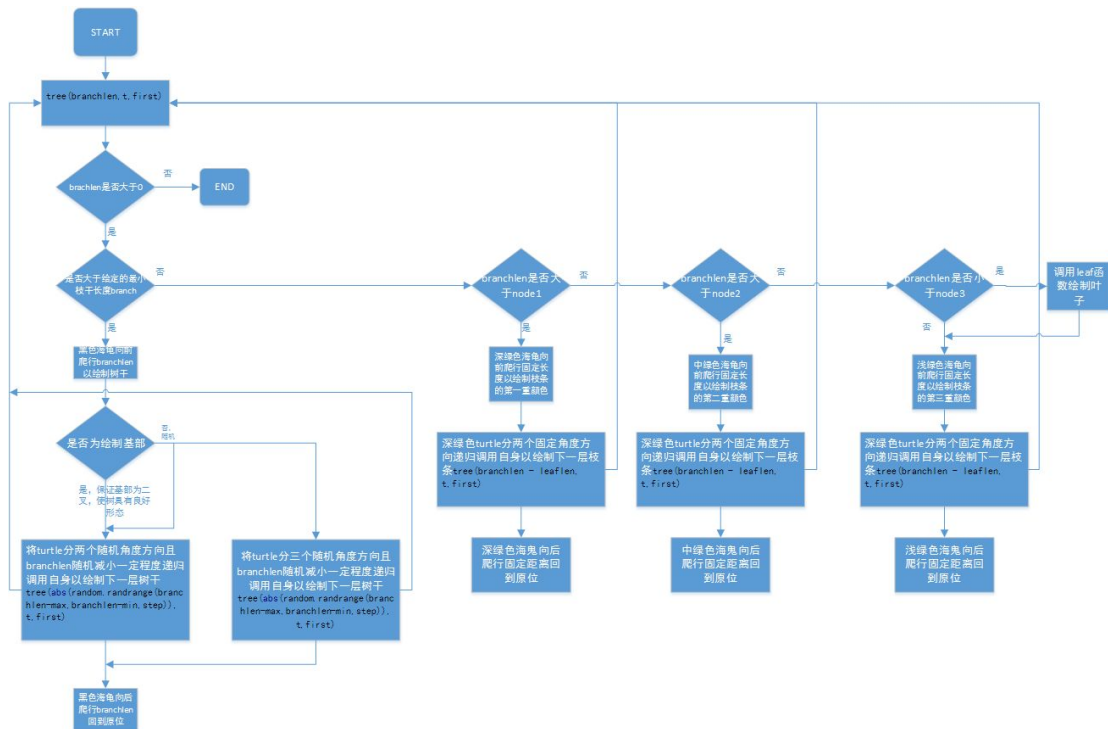 START
tree(branchlen,t,first)
brachlen是否大于0
否
END
是
是否大于给定的最小
枝干长度branch
否
branchlen是否大
于node1
否
branchlen是否大
于node2
否
branchlen是否小
于node3
是
调用leaf函
数绘制叶
子
是
是
是
否
黑色海龟向前
爬行branchlen
以绘制树干
深绿色海龟向
前爬行固定长
度以绘制枝条
的第一重颜色
中绿色海龟向
前爬行固定长
度以绘制枝条
的第二重颜色
浅绿色海龟向
前爬行固定长
度以绘制枝条
的第三重颜色
是否为绘制基部
否，
随机
深绿色turtle分两个固定角度方
向递归调用自身以绘制下一层枝
条tree(branchlen - leaflen,
t,first)
深绿色turtle分两个固定角度方
向递归调用自身以绘制下一层枝
条tree(branchlen - leaflen,
t,first)
深绿色turtle分两个固定角度方
向递归调用自身以绘制下一层枝
条tree(branchlen - leaflen,
t,first)
是，保证基部为二
叉，使树具有良好
形态
将turtle分两个随机角度方向且
branchlen随机减小一定程度递归
调用自身以绘制下一层树干
tree(abs(random.randrange(branc
hlen-max,branchlen-min,step)),
t,first)
将turtle分三个随机角度方向且
branchlen随机减小一定程度递归
调用自身以绘制下一层树干
tree(abs(random.randrange(branc
hlen-max,branchlen-min,step)),
t,first)
深绿色海鬼向后
爬行固定距离回
到原位
中绿色海鬼向后
爬行固定距离回
到原位
浅绿色海鬼向后
爬行固定距离回
到原位
黑色海龟向后
爬行branchlen
回到原位